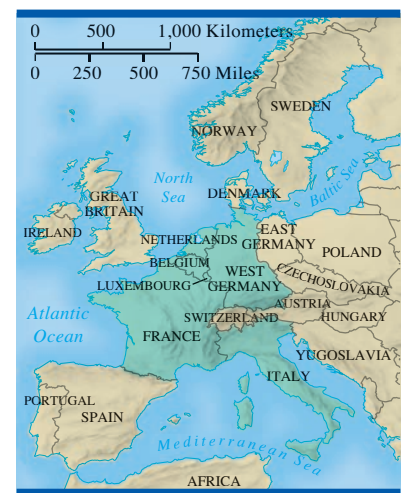 0 500 1,000 Kilometers
0 250 500 750 Miles
SWEDEN
NORWAY
North
Sea
DENMARK
Baltic Sea
GREAT
BRITAIN
IRELAND
NETHERLANDS
EAST
GERMANY
POLAND
BELGIUM
LUXEMBOURG
WEST
GERMANY
CZECHOSLOVAKIA
AUSTRIA
Atlantic
Ocean
SWITZERLAND
HUNGARY
FRANCE
YUGOSLAVIA
ITALY
PORTUGAL
SPAIN
Mediterranean Sea
AFRICA